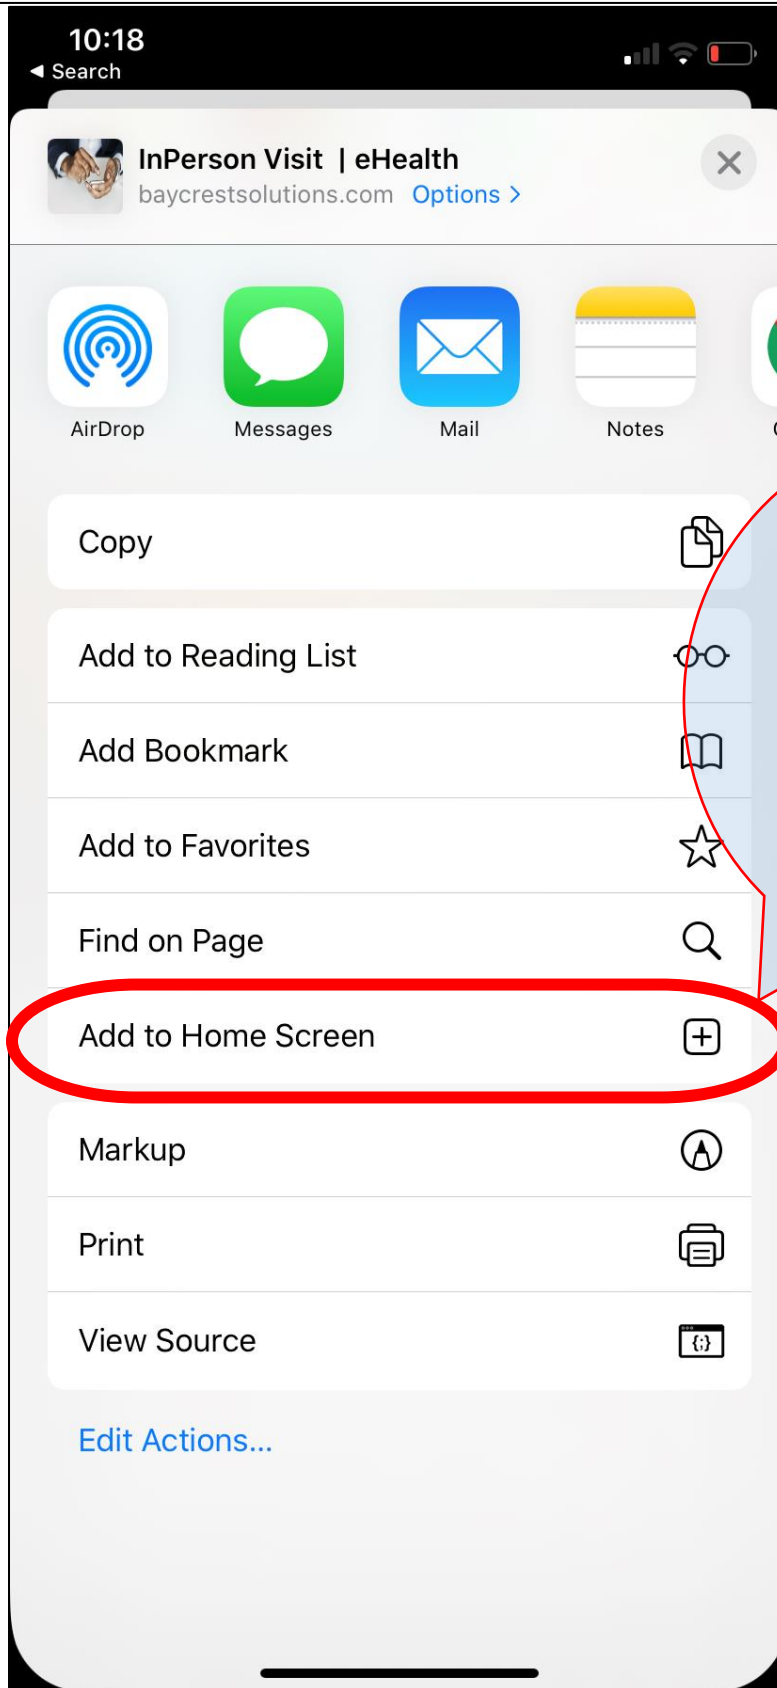 10:18
◀ Search
InPerson Visit | eHealth
baycrestsolutions.com Options >
AirDrop Messages Mail Notes
Copy
Add to Reading List
Add Bookmark
Add to Favorites
Find on Page
Add to Home Screen
Markup
Print
View Source
{;}
Edit Actions...